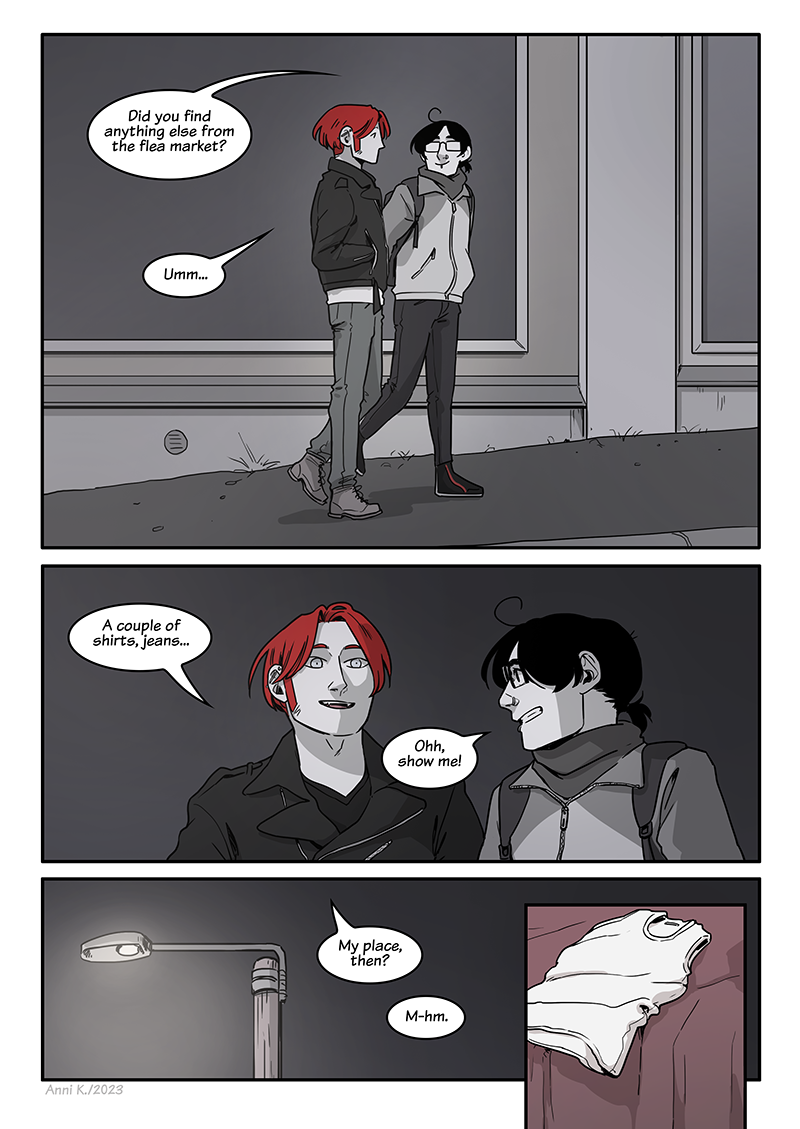 Did you find
anything else from
the flea market?
Umm...
A couple of
shirts, jeans...
Ohh,
show me!
My place,
then?
M-hm.
Anni K./2023